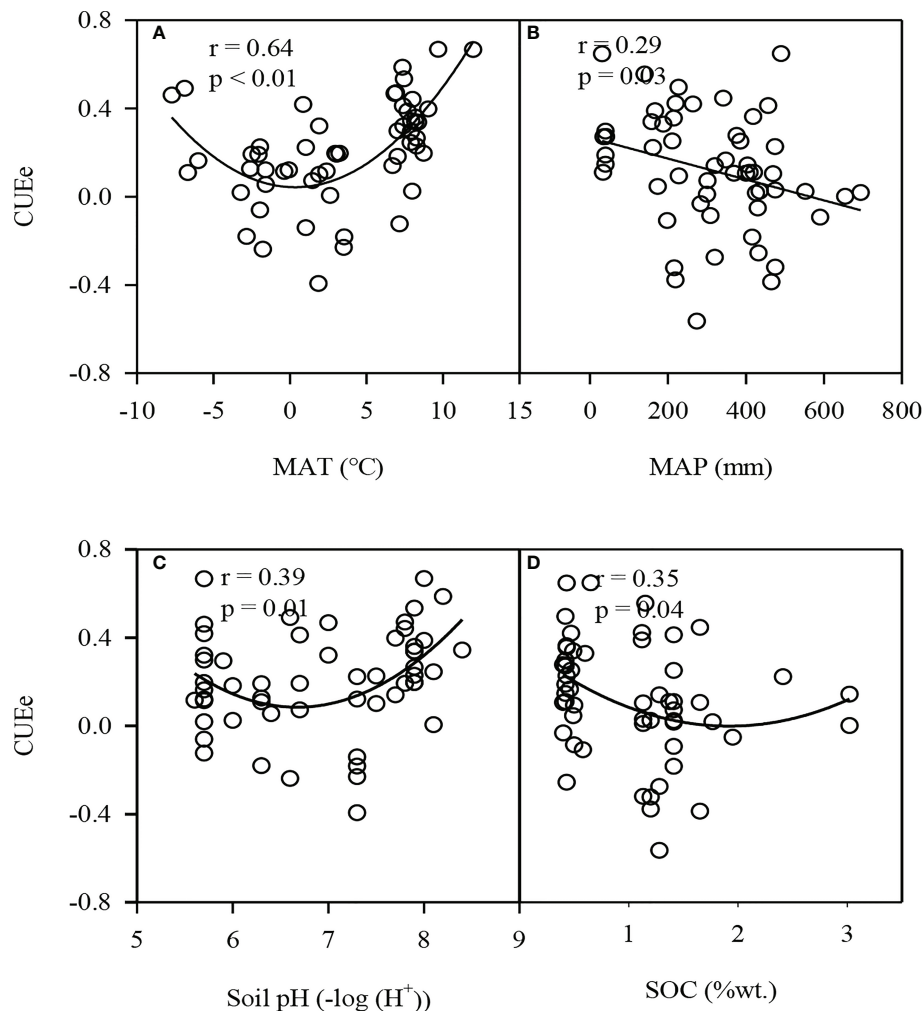 A
r = 0.64
p < 0.01
B
r = 0.29
p = 0.03
0.8
0.4
0.0
-0.4
-0.8
CUEe
-10 -5 0 5 10 15
0 200 400 600 800
MAT (°C)
MAP (mm)
C
r = 0.39
p = 0.01
D
r = 0.35
p = 0.04
0.8
0.4
0.0
-0.4
-0.8
CUEe
5 6 7 8 9
1 2 3
Soil pH (-log (H⁺))
SOC (%wt.)